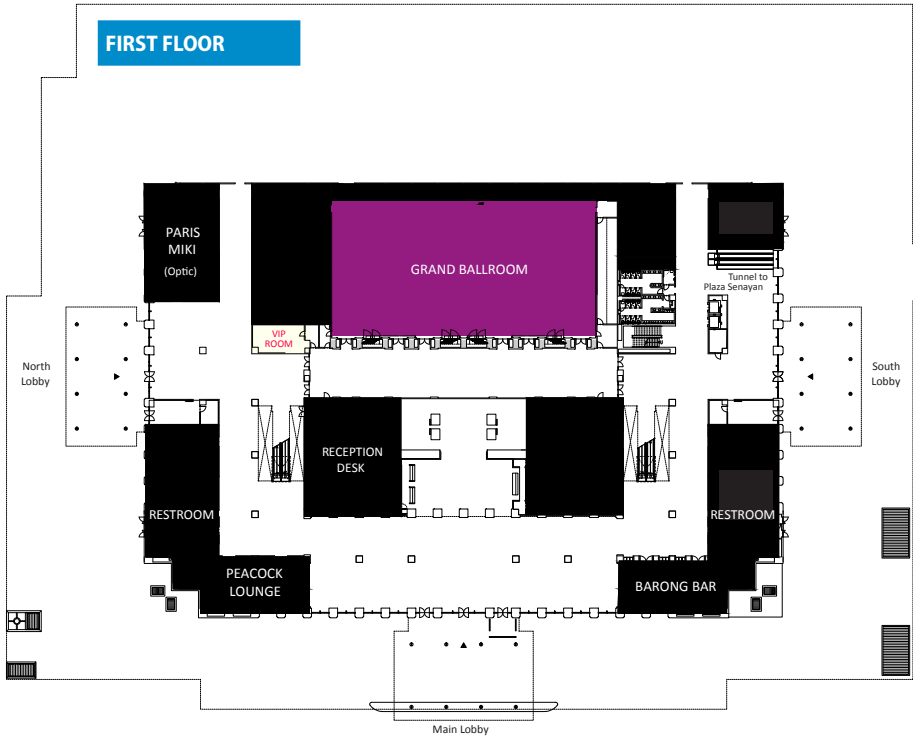 FIRST FLOOR
PARIS
MIKI
(Optic)
GRAND BALLROOM
Tunnel to
Plaza Senayan
VIP
ROOM
North
Lobby
South
Lobby
RECEPTION
DESK
RESTROOM
RESTROOM
PEACOCK
LOUNGE
BARONG BAR
Main Lobby